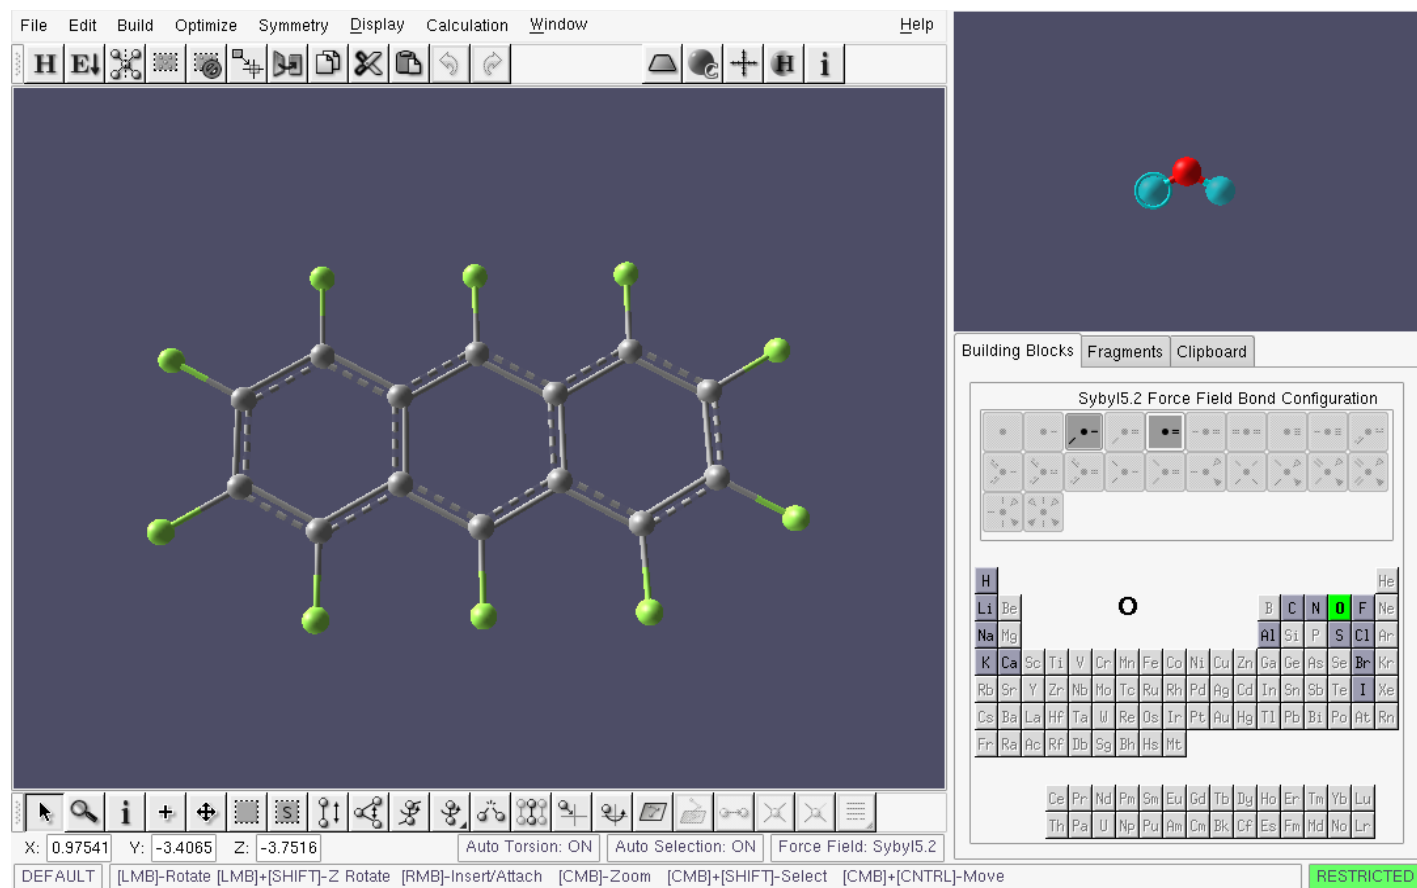 File Edit Build Optimize Symmetry Display Calculation Window Help
H E↓ C H i
Building Blocks Fragments Clipboard
Sybyl5.2 Force Field Bond Configuration
H He
Li Be O B C N O F Ne
Na Mg Al Si P S Cl Ar
K Ca Sc Ti V Cr Mn Fe Co Ni Cu Zn Ga Ge As Se Br Kr
Rb Sr Y Zr Nb Mo Tc Ru Rh Pd Ag Cd In Sn Sb Te I Xe
Cs Ba La Hf Ta W Re Os Ir Pt Au Hg Tl Pb Bi Po At Rn
Fr Ra Ac Rf Db Sg Bh Hs Mt
Ce Pr Nd Pm Sm Eu Gd Tb Dy Ho Er Tm Yb Lu
Th Pa U Np Pu Am Cm Bk Cf Es Fm Md No Lr
i S
X: 0.97541 Y: -3.4065 Z: -3.7516 Auto Torsion: ON Auto Selection: ON Force Field: Sybyl5.2
DEFAULT [LMB]-Rotate [LMB]+[SHIFT]-Z Rotate [RMB]-Insert/Attach [CMB]-Zoom [CMB]+[SHIFT]-Select [CMB]+[CNTRL]-Move RESTRICTED